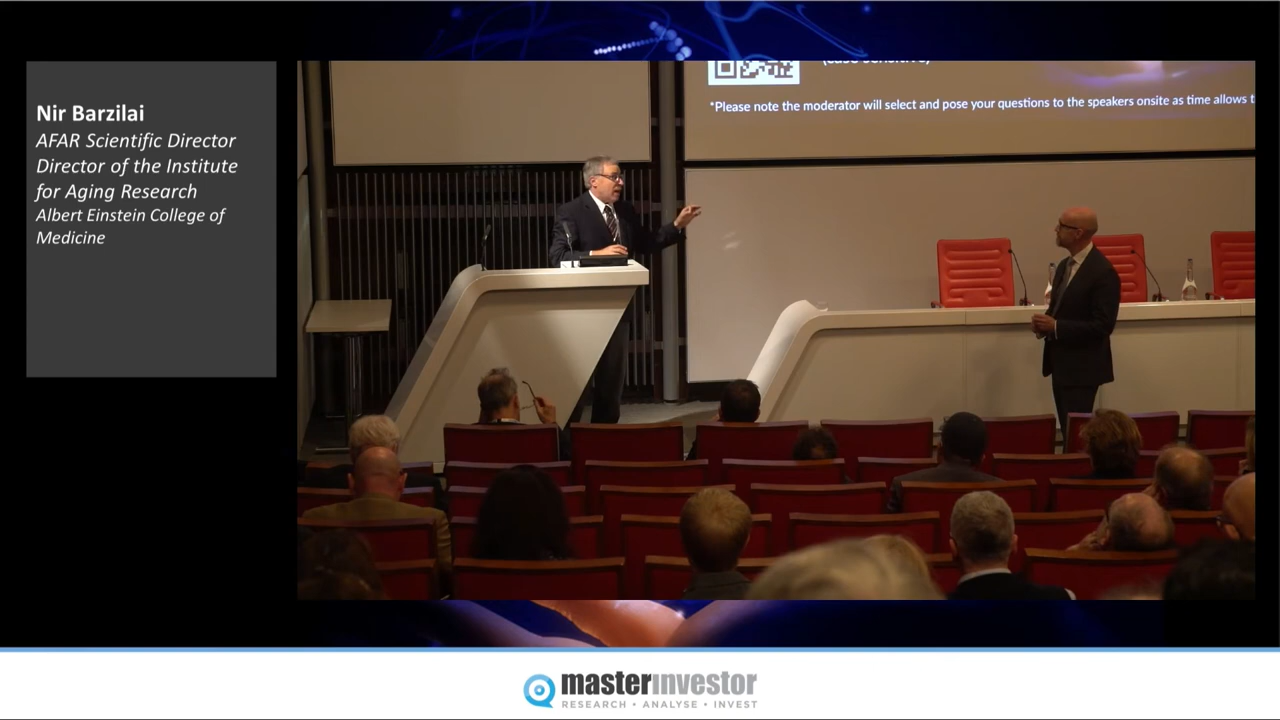 Nir Barzilai
AFAR Scientific Director
Director of the Institute
for Aging Research
Albert Einstein College of
Medicine
*Please note the moderator will select and pose your questions to the speakers onsite as time allows t
masterinvestor
RESEARCH • ANALYSE • INVEST